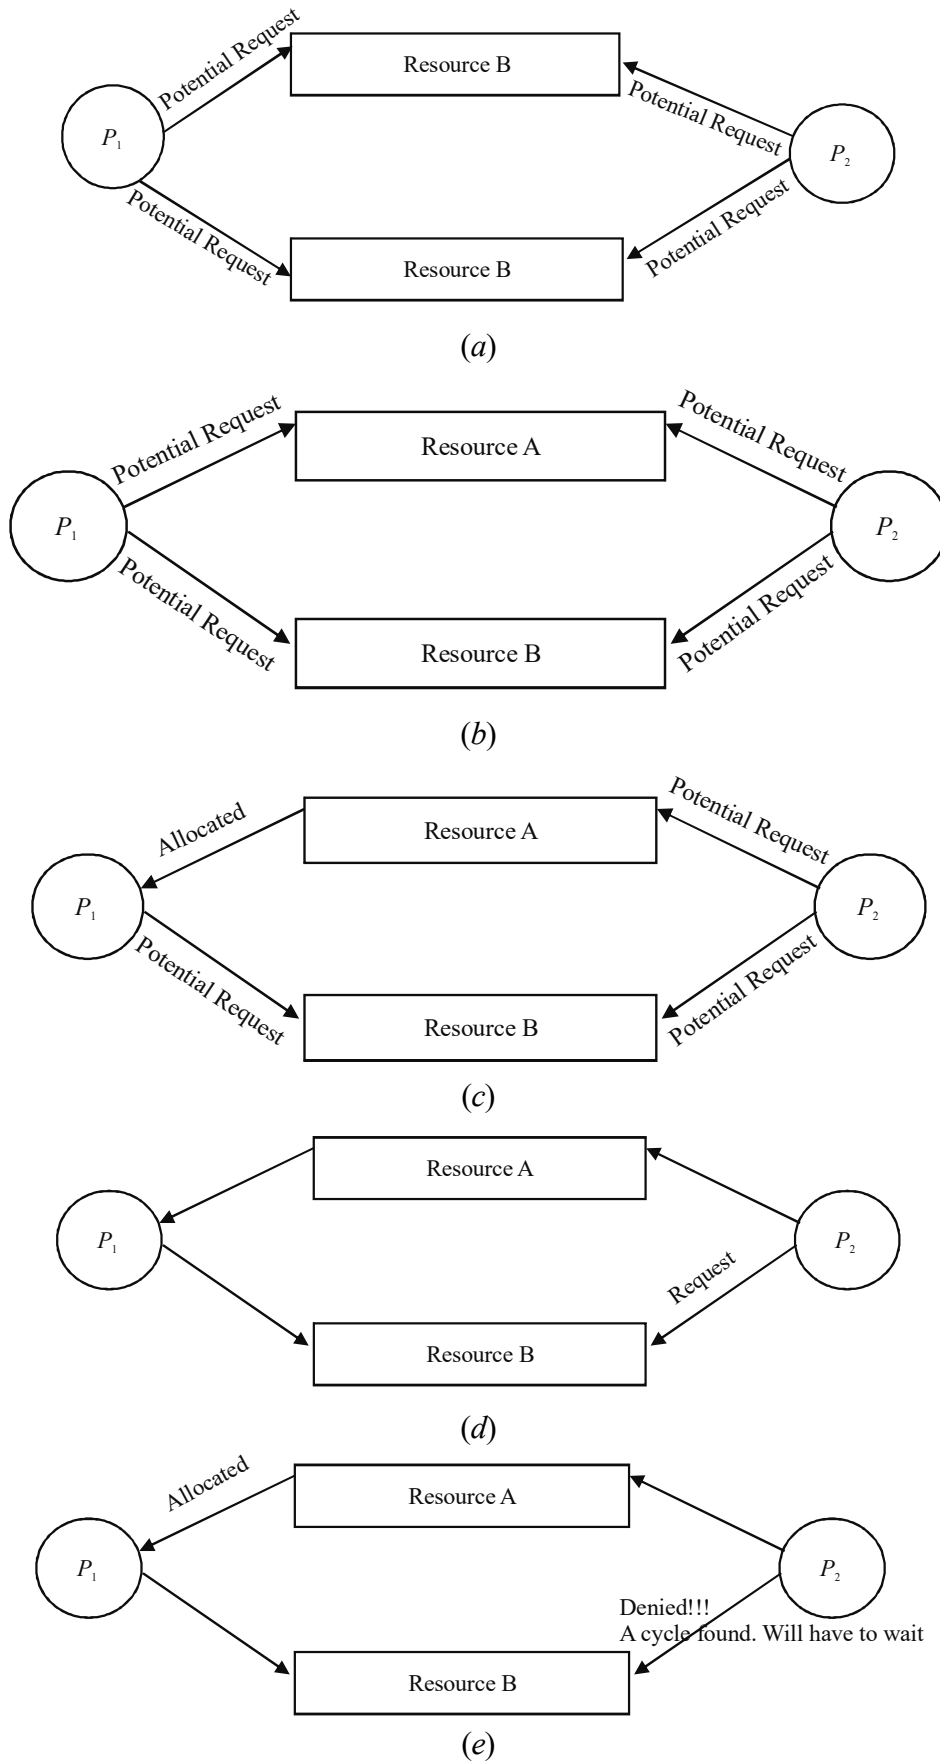 Potential Request
Resource B
Potential Request
P1
P2
Potential Request
Resource B
Potential Request
(a)
Potential Request
Resource A
Potential Request
P1
P2
Potential Request
Resource B
Potential Request
(b)
Allocated
Resource A
Potential Request
P1
P2
Potential Request
Resource B
Potential Request
(c)
Resource A
P1
P2
Request
Resource B
(d)
Allocated
Resource A
P1
P2
Denied!!!
A cycle found. Will have to wait
Resource B
(e)